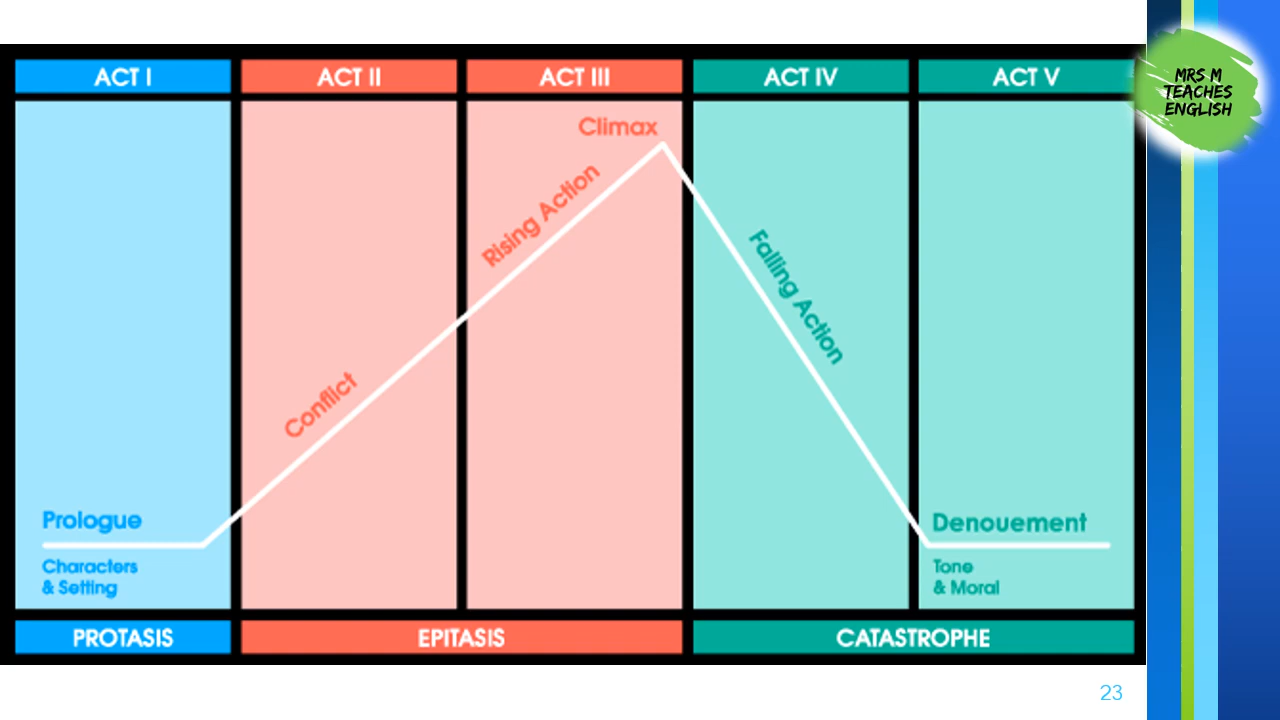 ACT I
ACT II
ACT III
ACT IV
ACT V
MRS M
TEACHES
ENGLISH
Climax
Rising Action
Falling Action
Conflict
Prologue
Characters
& Setting
Denouement
Tone
& Moral
PROTASIS
EPITASIS
CATASTROPHE
23